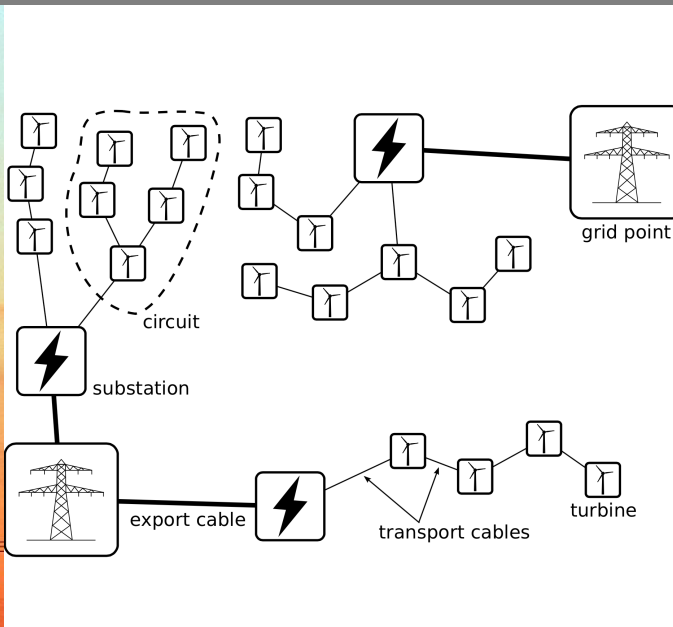 grid point
circuit
substation
export cable
transport cables
turbine